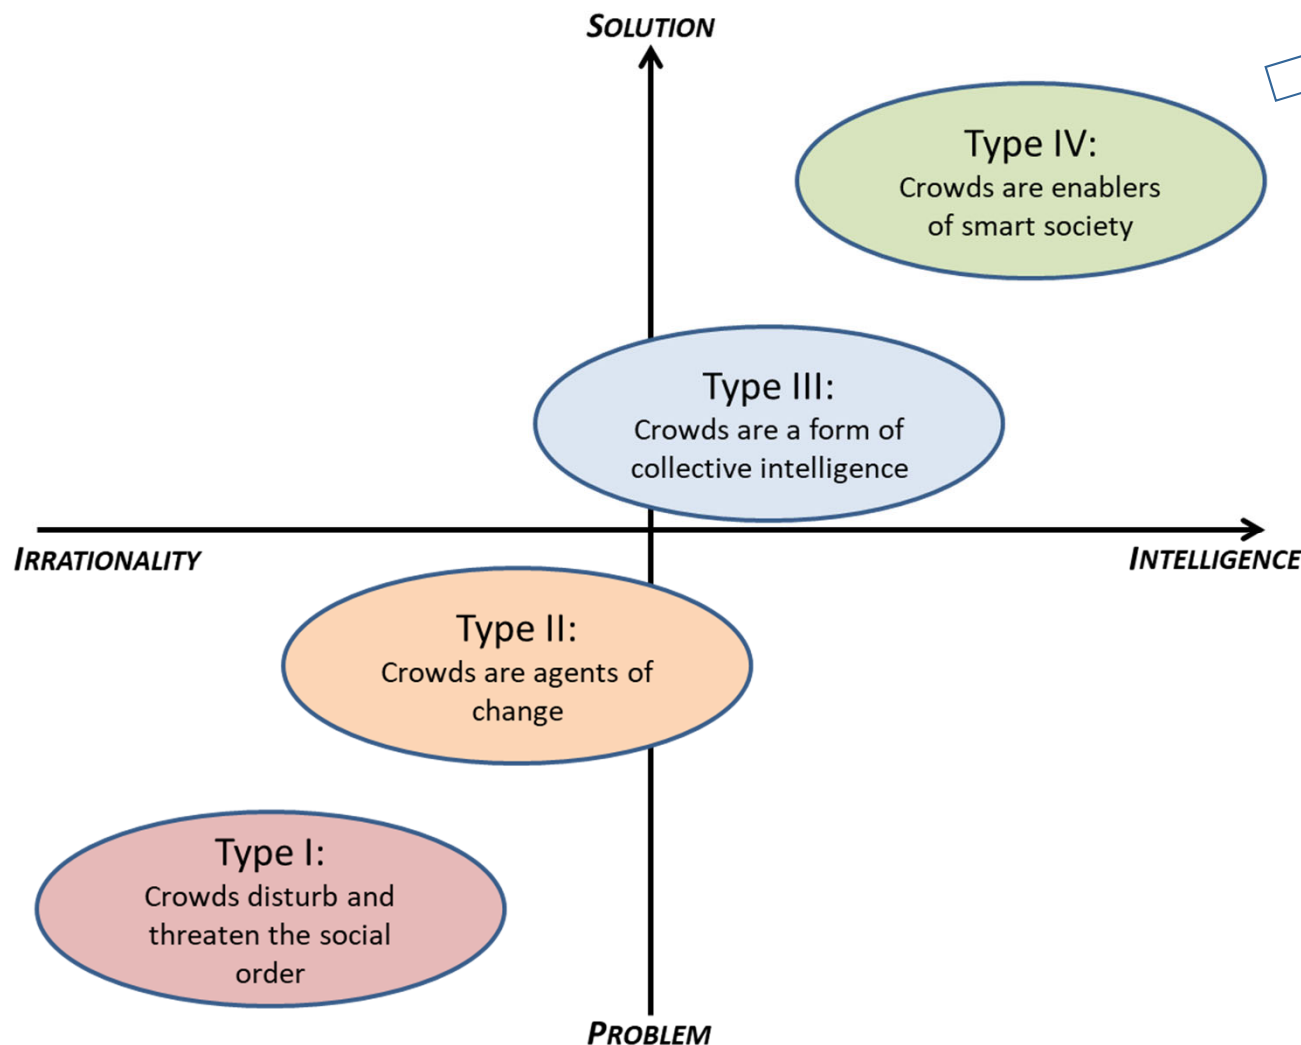 SOLUTION
Type IV:
Crowds are enablers
of smart society
Type III:
Crowds are a form of
collective intelligence
IRRATIONALITY
INTELLIGENCE
Type II:
Crowds are agents of
change
Type I:
Crowds disturb and
threaten the social
order
PROBLEM